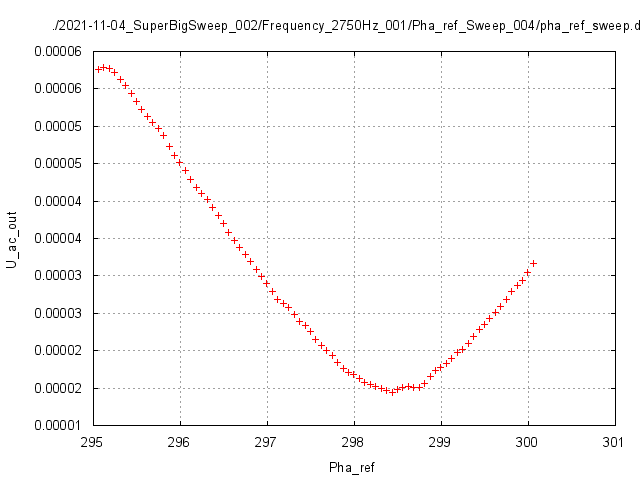 ./2021-11-04_SuperBigSweep_002/Frequency_2750Hz_001/Pha_ref_Sweep_004/pha_ref_sweep.d
0.00006
0.00006
0.00005
0.00005
0.00004
0.00004
0.00003
0.00003
0.00002
0.00002
0.00001
U_ac_out
295 296 297 298 299 300 301
Pha_ref